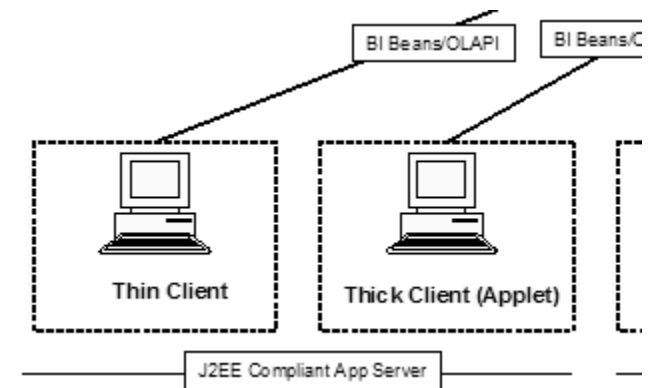 BI Beans/OLAPI
BI Beans/
Thin Client
Thick Client (Applet)
J2EE Compliant App Server